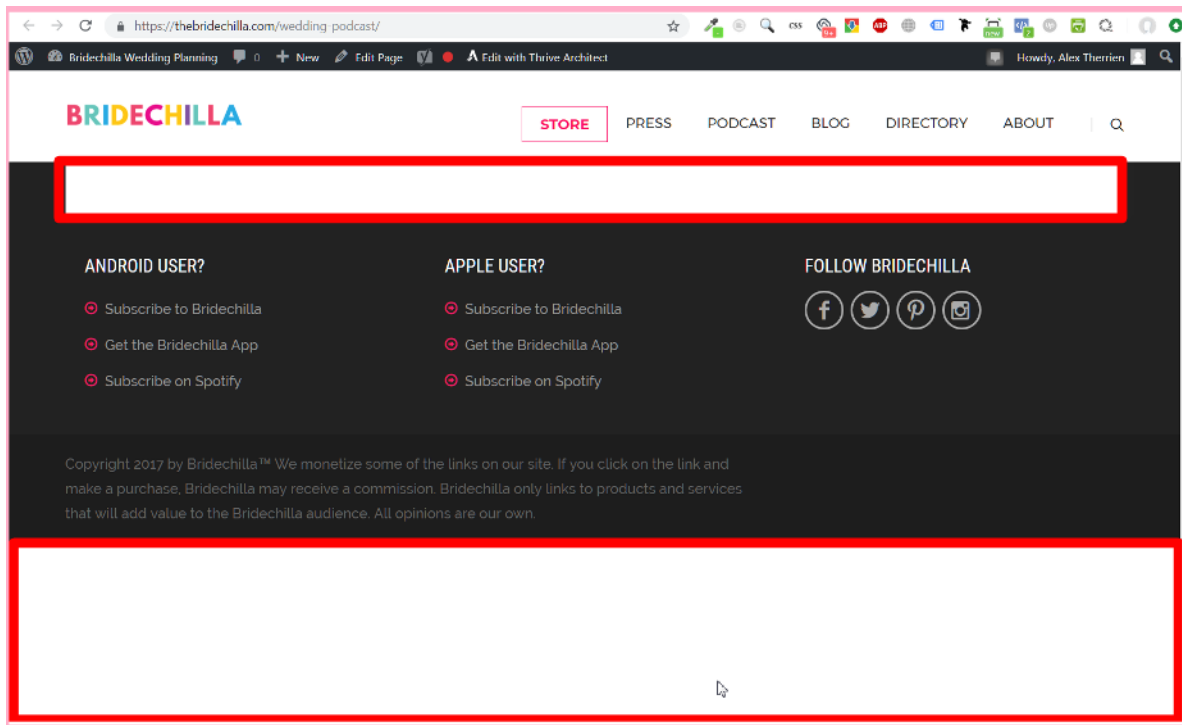 https://thebridechilla.com/wedding-podcast/
css
9+
ABP
new
7
Bridechilla Wedding Planning 0 New Edit Page Edit with Thrive Architect Howdy, Alex Therrien
BRIDECHILLA
STORE PRESS PODCAST BLOG DIRECTORY ABOUT
ANDROID USER? APPLE USER? FOLLOW BRIDECHILLA
Subscribe to Bridechilla Subscribe to Bridechilla
Get the Bridechilla App Get the Bridechilla App
Subscribe on Spotify Subscribe on Spotify
Copyright 2017 by Bridechilla™ We monetize some of the links on our site. If you click on the link and
make a purchase, Bridechilla may receive a commission. Bridechilla only links to products and services
that will add value to the Bridechilla audience. All opinions are our own.